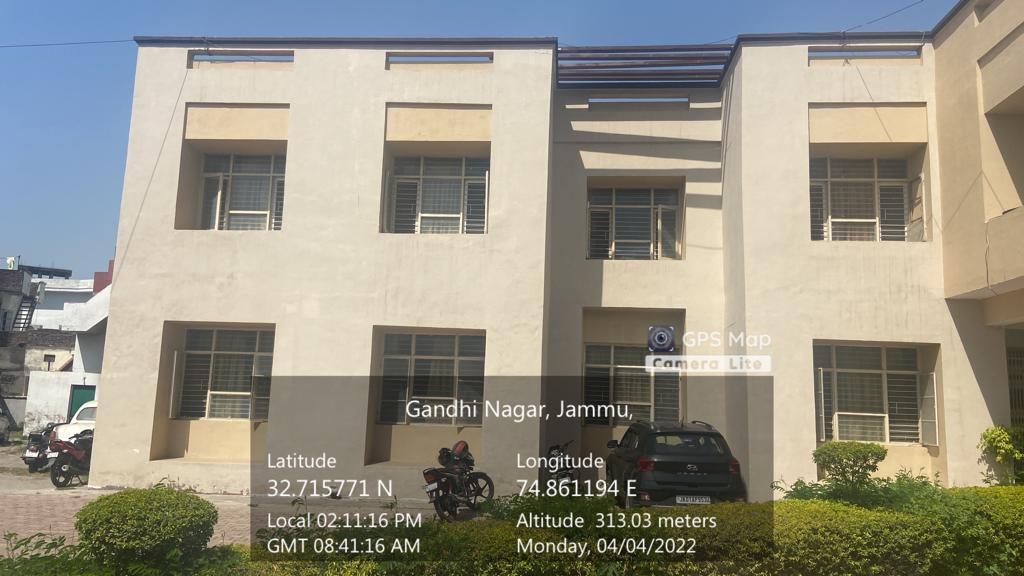 GPS Map
Camera Lite
Gandhi Nagar, Jammu,
Latitude
32.715771 N
Longitude
74.861194 E
Local 02:11:16 PM
GMT 08:41:16 AM
Altitude 313.03 meters
Monday, 04/04/2022